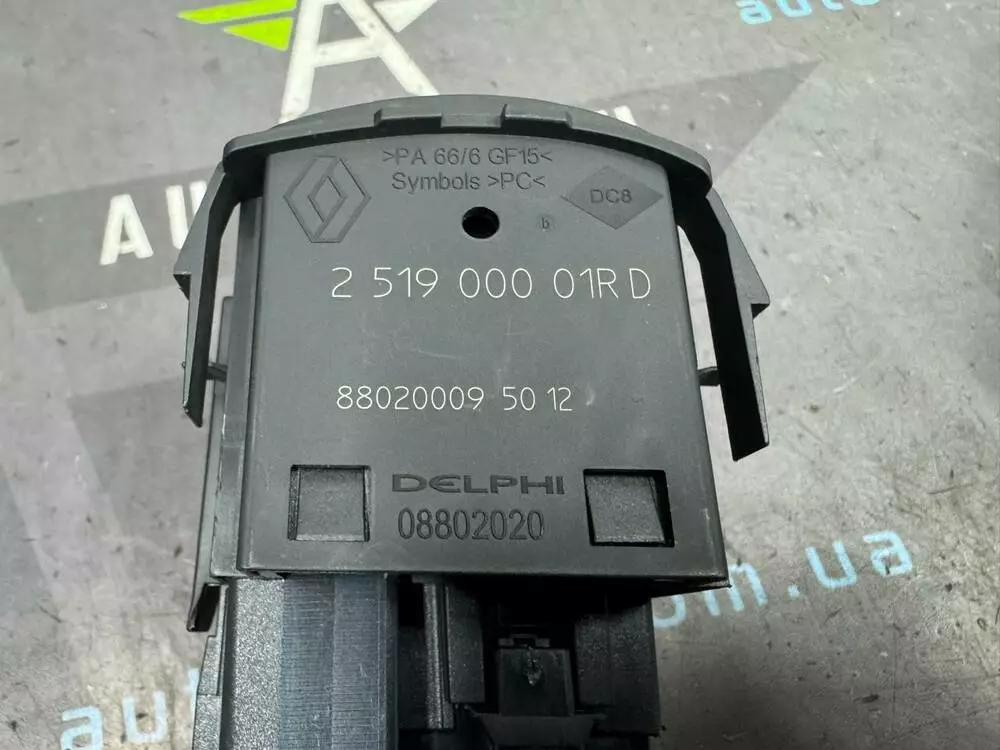 >PA 66/6 GF15<
Symbols >PC<
DC8
b
2 519 000 01R D
88020009 50 12
DELPHI
08802020